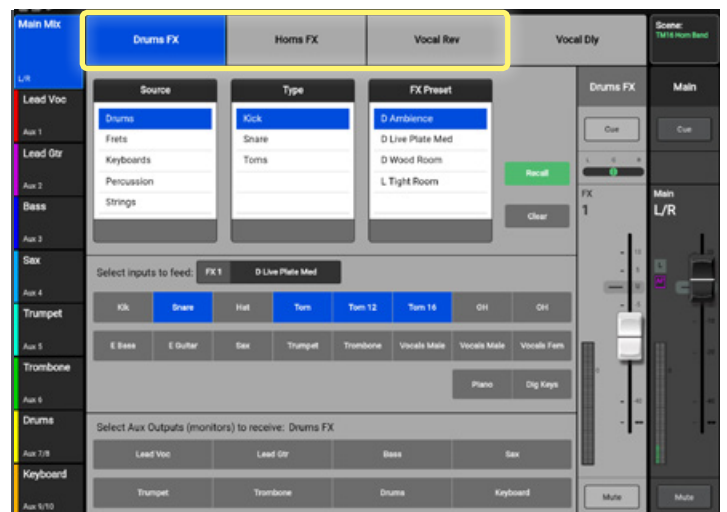 Main Mix
L/R
Lead Voc
Aux 1
Lead Gtr
Aux 2
Bass
Aux 3
Sax
Aux 4
Trumpet
Aux 5
Trombone
Aux 6
Drums
Aux 7/8
Keyboard
Aux 9/10
Drums FX
Horns FX
Vocal Rev
Vocal Dly
Source
Drums
Frets
Keyboards
Percussion
Strings
Type
Kick
Snare
Toms
FX Preset
D Ambience
D Live Plate Med
D Wood Room
L Tight Room
Recall
Clear
Select inputs to feed: FX 1 D Live Plate Med
Kik Snare Hat Tom Tom 12 Tom 16 OH OH
E Bass E Guitar Sax Trumpet Trombone Vocals Male Vocals Male Vocals Fem
Piano Dig Keys
Select Aux Outputs (monitors) to receive: Drums FX
Lead Voc Lead Gtr Bass Sax
Trumpet Trombone Drums Keyboard
Drums FX
Cue
L C R
FX
1
10
5
5
10
20
40
Mute
Scene:
TM16 Horn Band
Main
Cue
Main
L/R
L
Mute